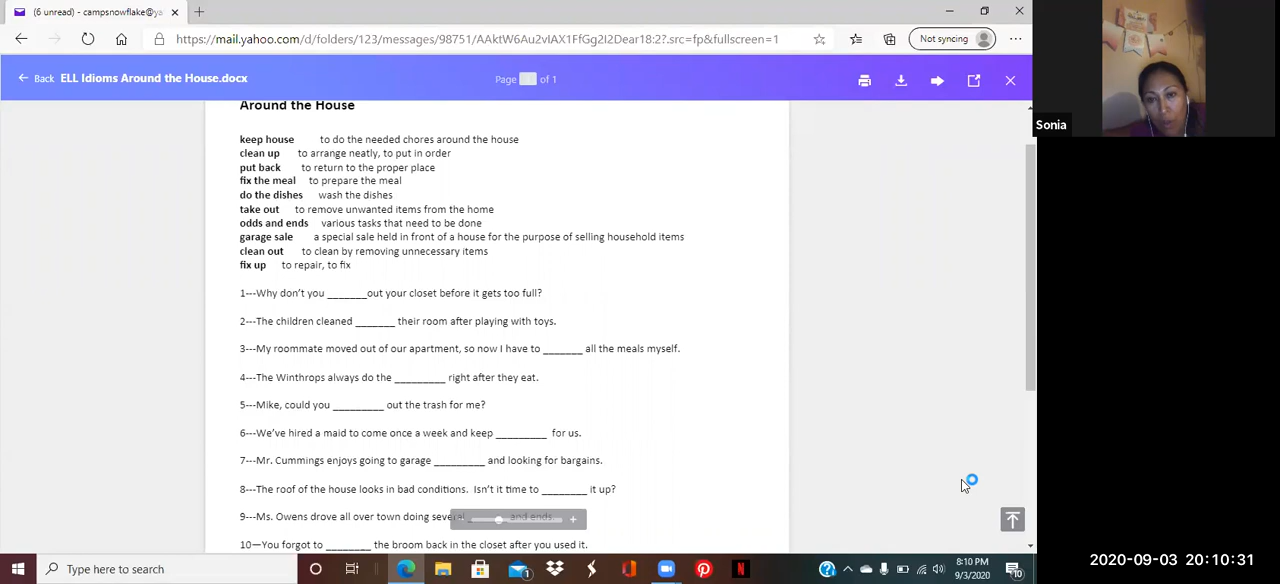 (6 unread) - campsnowflake@ya
https://mail.yahoo.com/d/folders/123/messages/98751/AAktW6Au2vIAX1FfGg2I2Dear18:2?.src=fp&fullscreen=1
Not syncing
Back ELL Idioms Around the House.docx
Page of 1
Sonia
Around the House
keep house to do the needed chores around the house
clean up to arrange neatly, to put in order
put back to return to the proper place
fix the meal to prepare the meal
do the dishes wash the dishes
take out to remove unwanted items from the home
odds and ends various tasks that need to be done
garage sale a special sale held in front of a house for the purpose of selling household items
clean out to clean by removing unnecessary items
fix up to repair, to fix
1---Why don't you _______out your closet before it gets too full?
2---The children cleaned _______ their room after playing with toys.
3---My roommate moved out of our apartment, so now I have to _______ all the meals myself.
4---The Winthrops always do the _________ right after they eat.
5---Mike, could you _________ out the trash for me?
6---We've hired a maid to come once a week and keep _________ for us.
7---Mr. Cummings enjoys going to garage _________ and looking for bargains.
8---The roof of the house looks in bad conditions. Isn't it time to ________ it up?
9---Ms. Owens drove all over town doing several ________ and ends.
10—You forgot to ________ the broom back in the closet after you used it.
Type here to search
1
8:10 PM
9/3/2020
10
2020-09-03 20:10:31